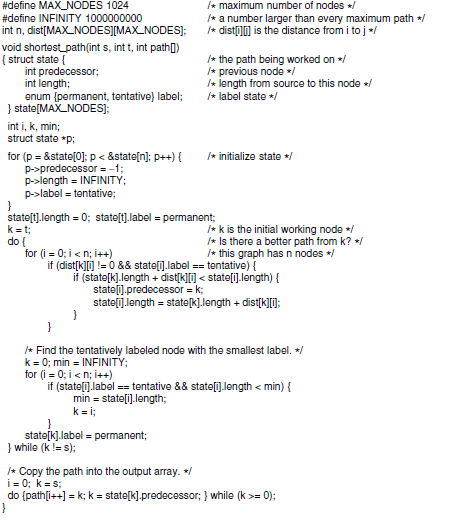 #define MAX_NODES 1024 /* maximum number of nodes */
#define INFINITY 1000000000 /* a number larger than every maximum path */
int n, dist[MAX_NODES][MAX_NODES]; /* dist[i][j] is the distance from i to j */
void shortest_path(int s, int t, int path[])
{ struct state { /* the path being worked on */
int predecessor; /* previous node */
int length; /* length from source to this node */
enum {permanent, tentative} label; /* label state */
} state[MAX_NODES];
int i, k, min;
struct state *p;
for (p = &state[0]; p < &state[n]; p++) { /* initialize state */
p->predecessor = −1;
p->length = INFINITY;
p->label = tentative;
}
state[t].length = 0; state[t].label = permanent;
k = t; /* k is the initial working node */
do { /* Is there a better path from k? */
for (i = 0; i < n; i++) /* this graph has n nodes */
if (dist[k][i] != 0 && state[i].label == tentative) {
if (state[k].length + dist[k][i] < state[i].length) {
state[i].predecessor = k;
state[i].length = state[k].length + dist[k][i];
}
}
/* Find the tentatively labeled node with the smallest label. */
k = 0; min = INFINITY;
for (i = 0; i < n; i++)
if (state[i].label == tentative && state[i].length < min) {
min = state[i].length;
k = i;
}
state[k].label = permanent;
} while (k != s);
/* Copy the path into the output array. */
i = 0; k = s;
do {path[i++] = k; k = state[k].predecessor; } while (k >= 0);
}